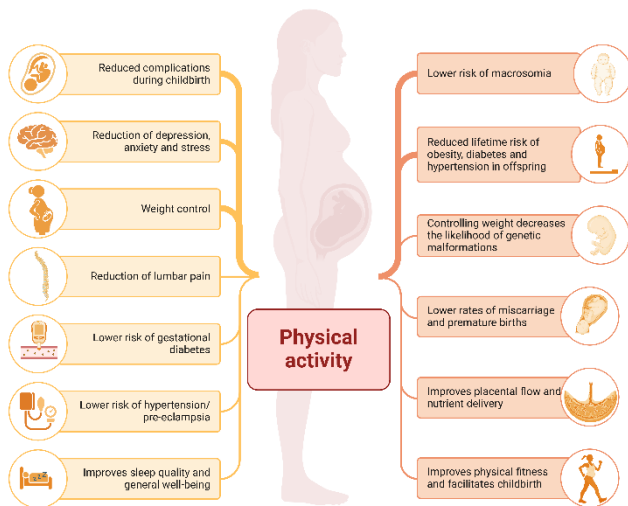 Reduced complications
during childbirth
Reduction of depression,
anxiety and stress
Weight control
Reduction of lumbar pain
Lower risk of gestational
diabetes
Lower risk of hypertension/
pre-eclampsia
Improves sleep quality and
general well-being
Physical
activity
Lower risk of macrosomia
Reduced lifetime risk of
obesity, diabetes and
hypertension in offspring
Controlling weight decreases
the likelihood of genetic
malformations
Lower rates of miscarriage
and premature births
Improves placental flow and
nutrient delivery
Improves physical fitness
and facilitates childbirth